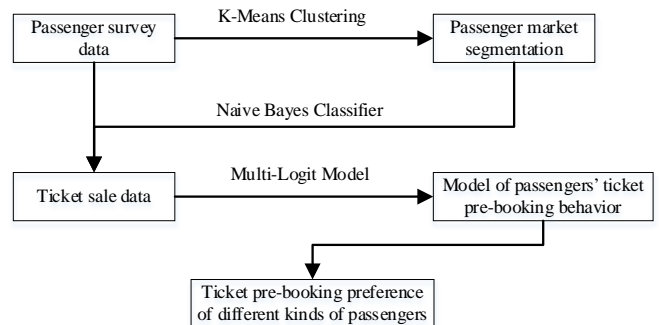 Passenger survey
data
K-Means Clustering
Passenger market
segmentation
Naive Bayes Classifier
Ticket sale data
Multi-Logit Model
Model of passengers’ ticket
pre-booking behavior
Ticket pre-booking preference
of different kinds of passengers